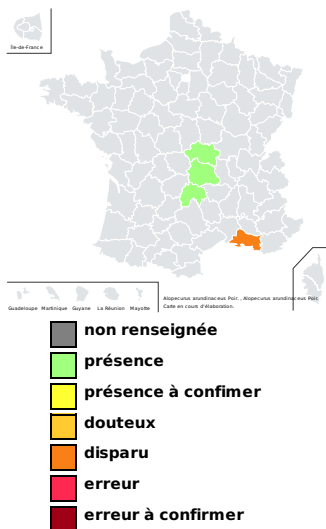 Île-de-France
Guadeloupe Martinique Guyane La Réunion Mayotte
Alopecurus arundinaceus Poir. , Alopecurus arundinaceus Poir.
Carte en cours d'élaboration.
non renseignée
présence
présence à confimer
douteux
disparu
erreur
erreur à confirmer